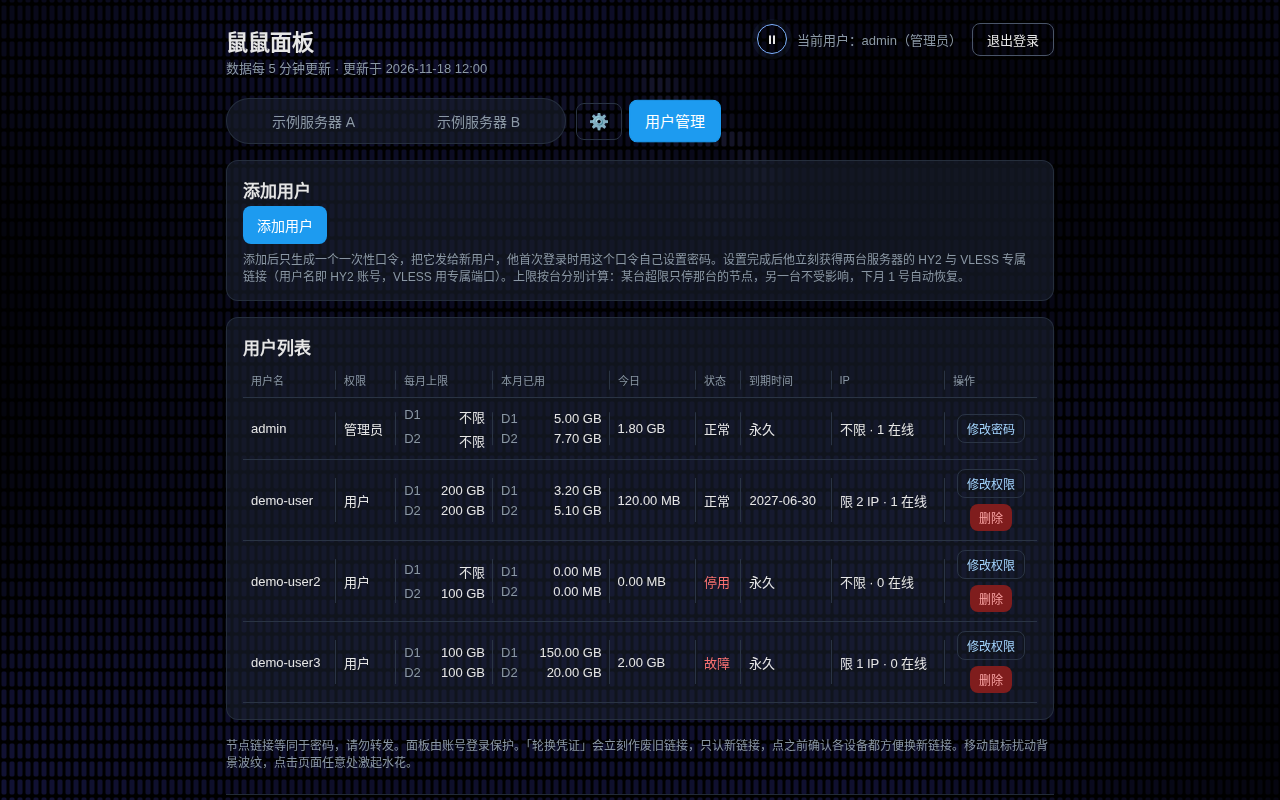 鼠鼠面板
数据每 5 分钟更新 · 更新于 2026-11-18 12:00
当前用户：admin（管理员）
退出登录
示例服务器 A
示例服务器 B
用户管理
添加用户
添加用户
添加后只生成一个一次性口令，把它发给新用户，他首次登录时用这个口令自己设置密码。设置完成后他立刻获得两台服务器的 HY2 与 VLESS 专属
链接（用户名即 HY2 账号，VLESS 用专属端口）。上限按台分别计算：某台超限只停那台的节点，另一台不受影响，下月 1 号自动恢复。
用户列表
用户名 权限 每月上限 本月已用 今日 状态 到期时间 IP 操作
admin 管理员 D1 不限 D2 不限 D1 5.00 GB D2 7.70 GB 1.80 GB 正常 永久 不限 · 1 在线 修改密码
demo-user 用户 D1 200 GB D2 200 GB D1 3.20 GB D2 5.10 GB 120.00 MB 正常 2027-06-30 限 2 IP · 1 在线 修改权限 删除
demo-user2 用户 D1 不限 D2 100 GB D1 0.00 MB D2 0.00 MB 0.00 MB 停用 永久 不限 · 0 在线 修改权限 删除
demo-user3 用户 D1 100 GB D2 100 GB D1 150.00 GB D2 20.00 GB 2.00 GB 故障 永久 限 1 IP · 0 在线 修改权限 删除
节点链接等同于密码，请勿转发。面板由账号登录保护。「轮换凭证」会立刻作废旧链接，只认新链接，点之前确认各设备都方便换新链接。移动鼠标扰动背
景波纹，点击页面任意处激起水花。